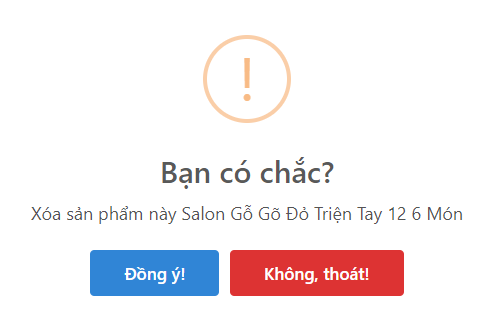 !
Bạn có chắc?
Xóa sản phẩm này Salon Gỗ Gõ Đỏ Triện Tay 12 6 Món
Đồng ý!
Không, thoát!